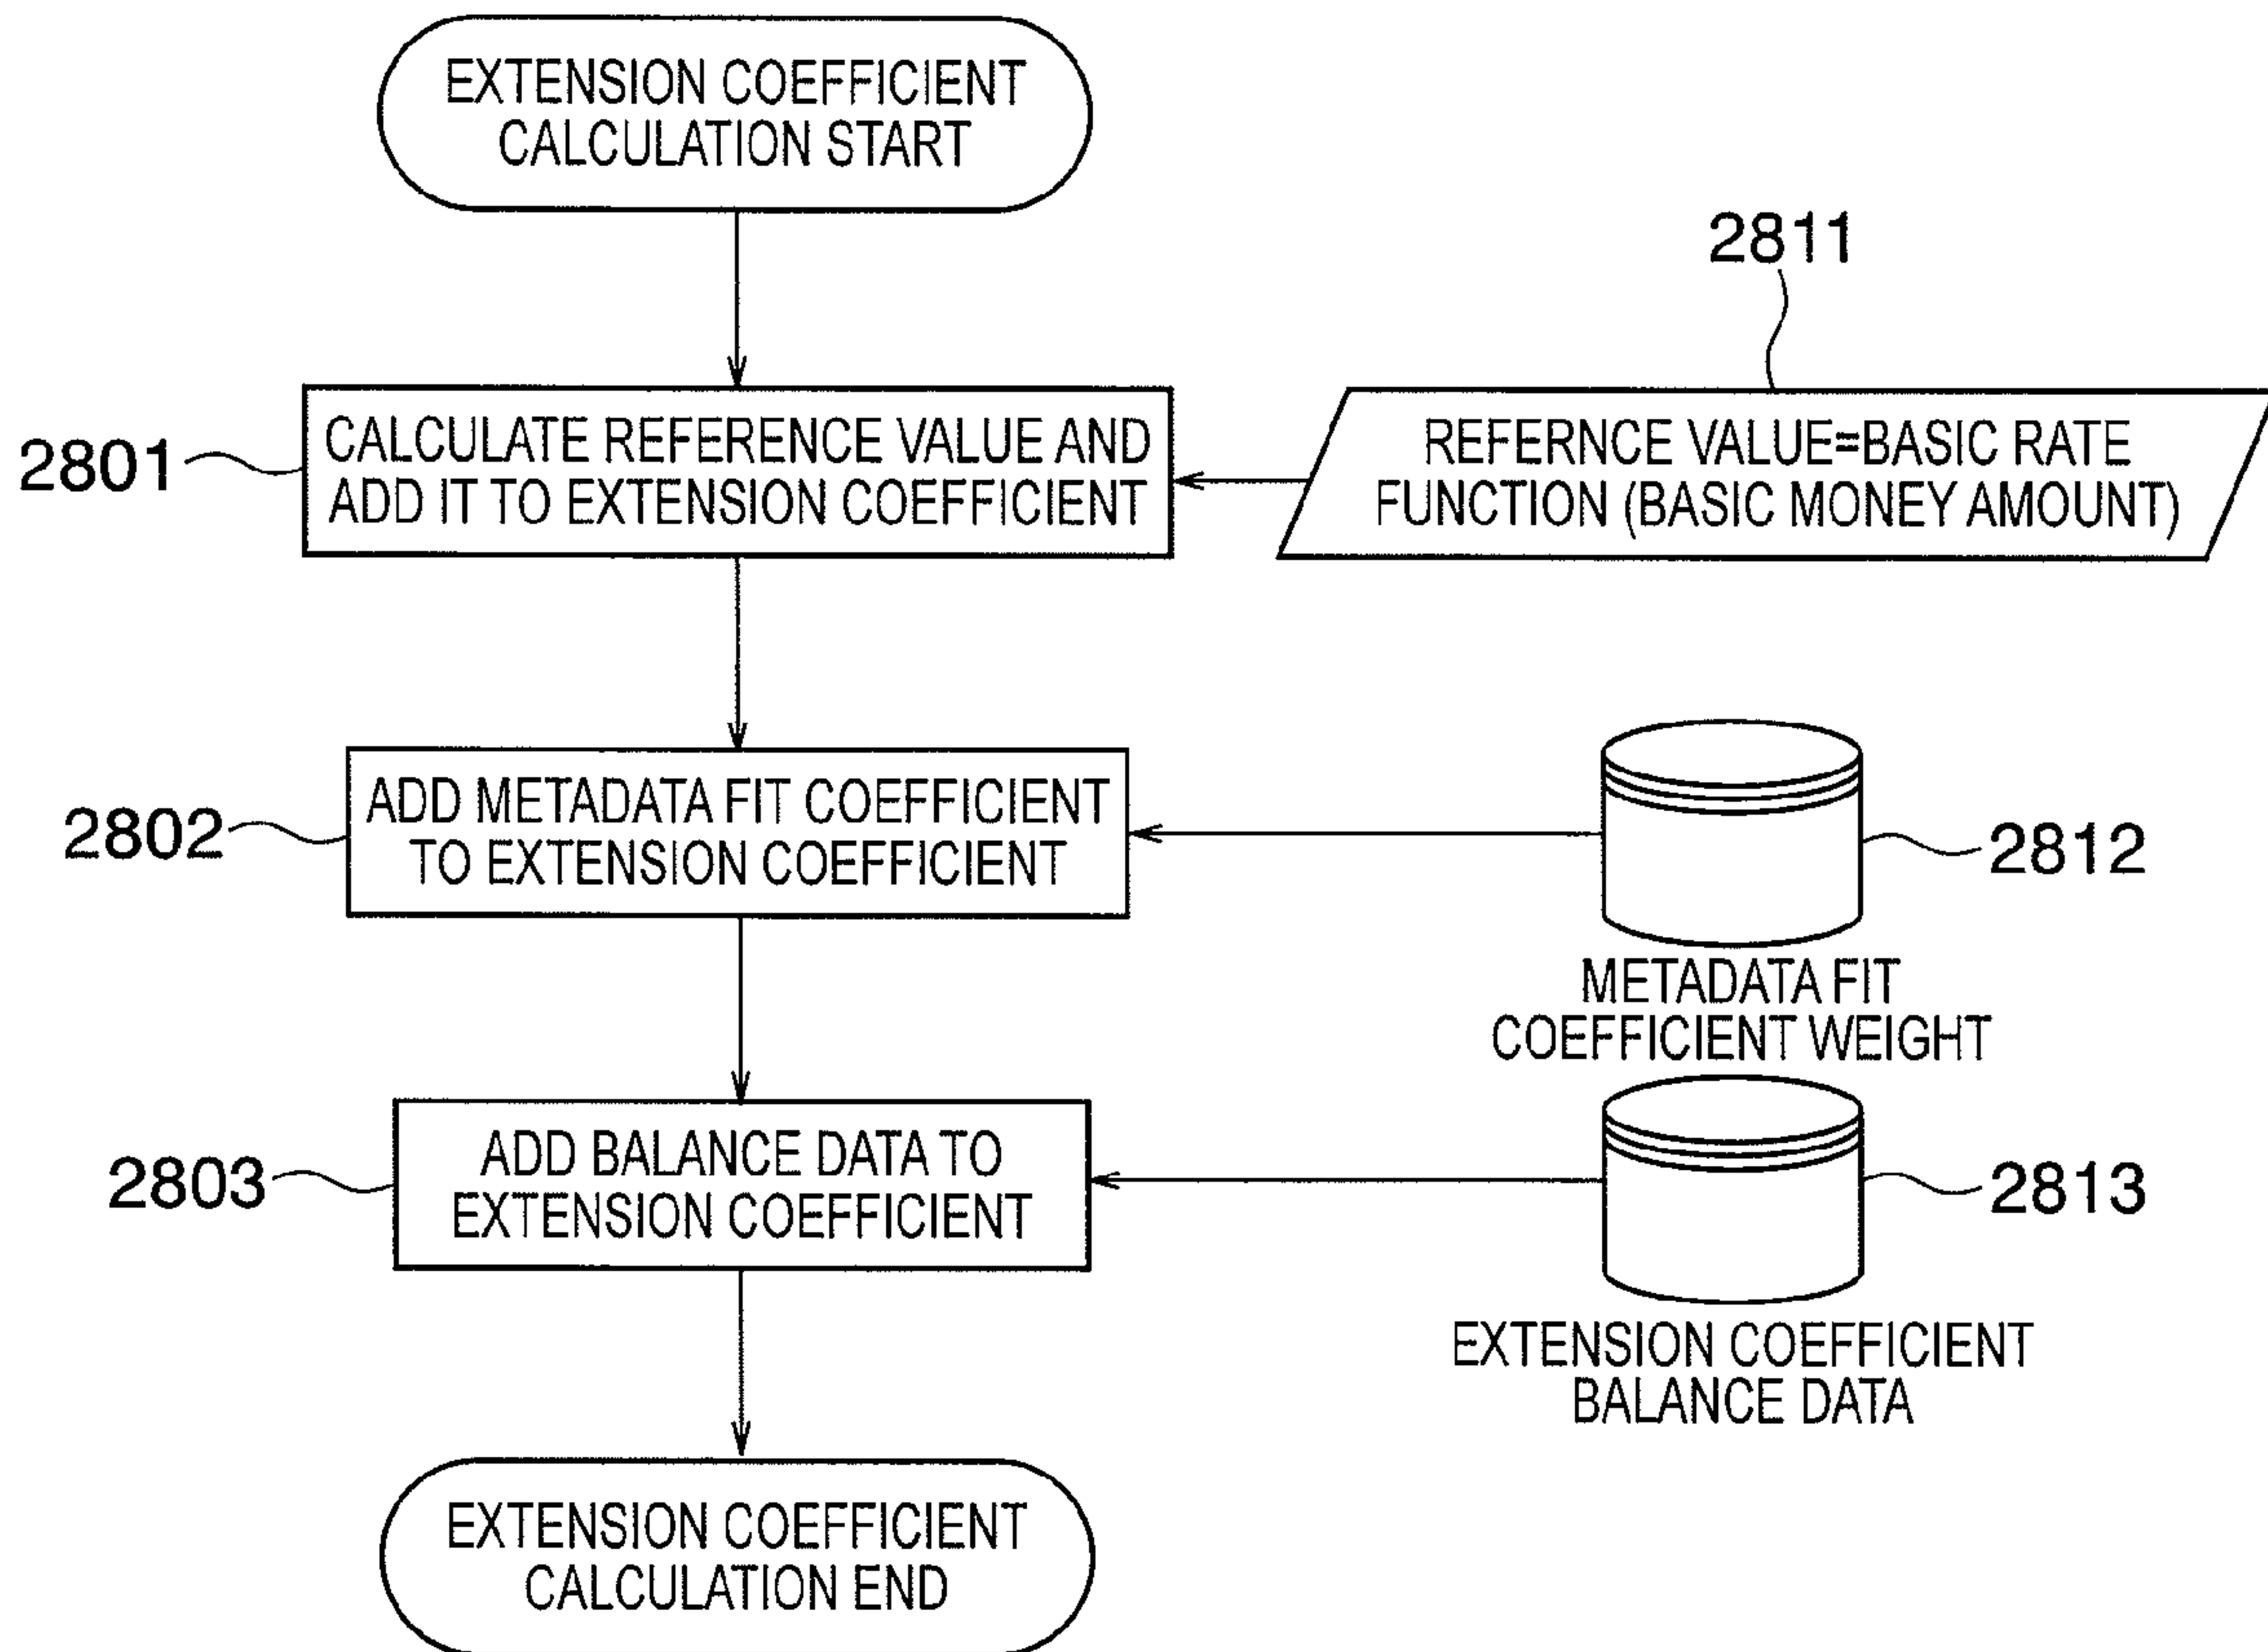 EXTENSION COEFFICIENT
CALCULATION START
2811
2801
CALCULATE REFERENCE VALUE AND
ADD IT TO EXTENSION COEFFICIENT
REFERNCE VALUE=BASIC RATE
FUNCTION (BASIC MONEY AMOUNT)
2802
ADD METADATA FIT COEFFICIENT
TO EXTENSION COEFFICIENT
2812
METADATA FIT
COEFFICIENT WEIGHT
2803
ADD BALANCE DATA TO
EXTENSION COEFFICIENT
2813
EXTENSION COEFFICIENT
BALANCE DATA
EXTENSION COEFFICIENT
CALCULATION END